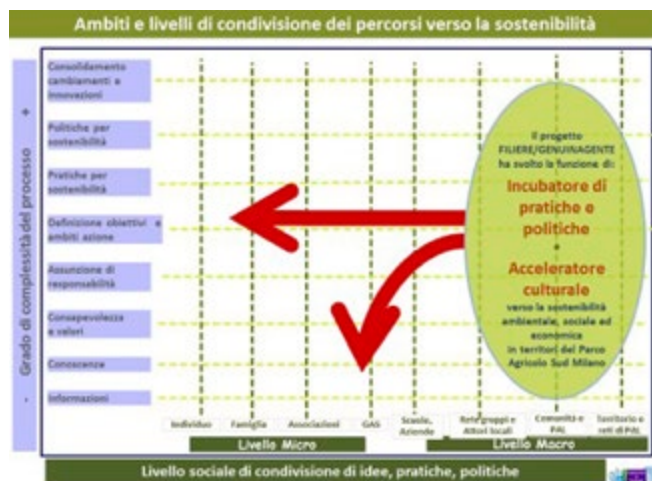 Ambiti e livelli di condivisione dei percorsi verso la sostenibilità
Grado di complessità del processo
+
-
Consolidamento
cambiamenti e
innovazioni
Politiche per
sostenibilità
Pratiche per
sostenibilità
Definizione obiettivi e
ambiti azione
Assunzione di
responsabilità
Consapevolezza
e valori
Conoscenze
Informazioni
Il progetto
FILIERE/GENUINAGENTE
ha svolto la funzione di:
Incubatore di
pratiche e
politiche
e
Acceleratore
culturale
verso la sostenibilità
ambientale, sociale ed
economica
in territori del Parco
Agricolo Sud Milano
Individuo
Famiglia
Associazioni
GAS
Scuole,
Aziende
Rete gruppi e
Attori locali
Comunità e
PAL
Territorio e
reti di PAL
Livello Micro
Livello Macro
Livello sociale di condivisione di idee, pratiche, politiche